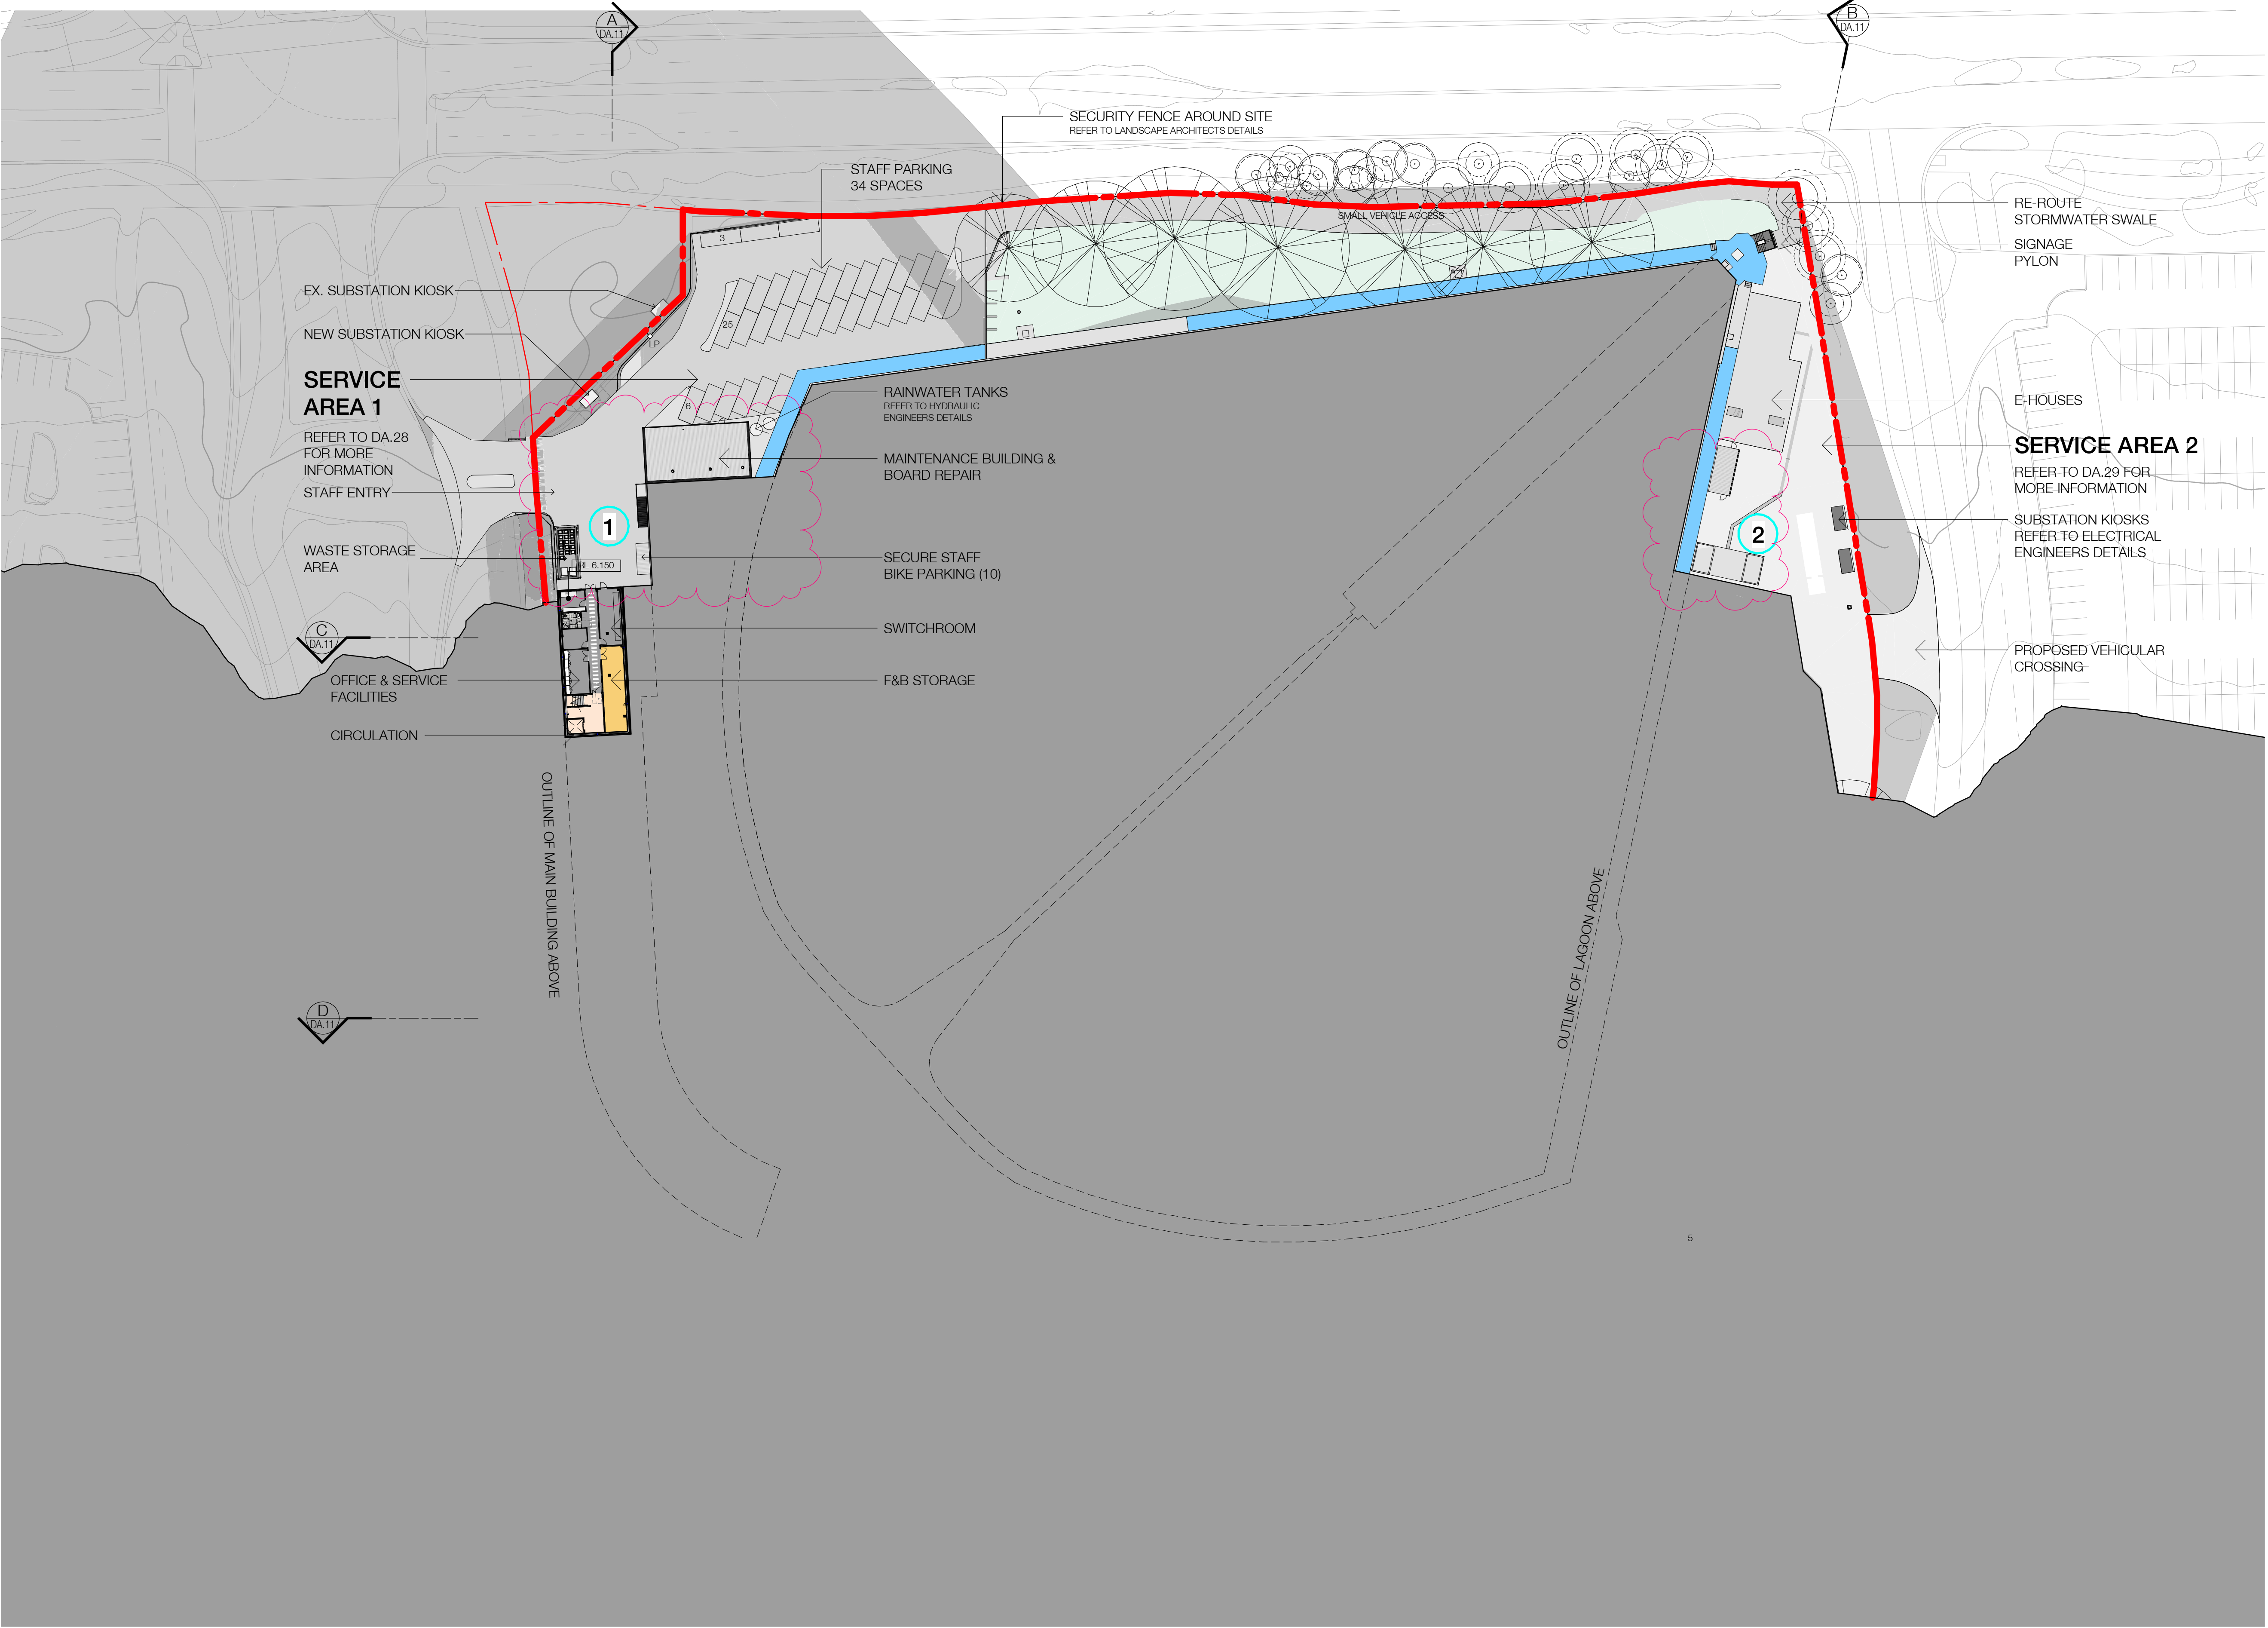 A
DA.11
B
DA.11
SECURITY FENCE AROUND SITE
REFER TO LANDSCAPE ARCHITECTS DETAILS
STAFF PARKING
34 SPACES
SMALL VEHICLE ACCESS
RE-ROUTE
STORMWATER SWALE
SIGNAGE
PYLON
3
EX. SUBSTATION KIOSK
25
NEW SUBSTATION KIOSK
LP
SERVICE
AREA 1
REFER TO DA.28
FOR MORE
INFORMATION
STAFF ENTRY
6
RAINWATER TANKS
REFER TO HYDRAULIC
ENGINEERS DETAILS
MAINTENANCE BUILDING &
BOARD REPAIR
E-HOUSES
SERVICE AREA 2
REFER TO DA.29 FOR
MORE INFORMATION
1
2
SUBSTATION KIOSKS
REFER TO ELECTRICAL
ENGINEERS DETAILS
WASTE STORAGE
AREA
RL 6.150
SECURE STAFF
BIKE PARKING (10)
C
DA.11
SWITCHROOM
PROPOSED VEHICULAR
CROSSING
OFFICE & SERVICE
FACILITIES
F&B STORAGE
CIRCULATION
OUTLINE OF MAIN BUILDING ABOVE
OUTLINE OF LAGOON ABOVE
D
DA.11
5